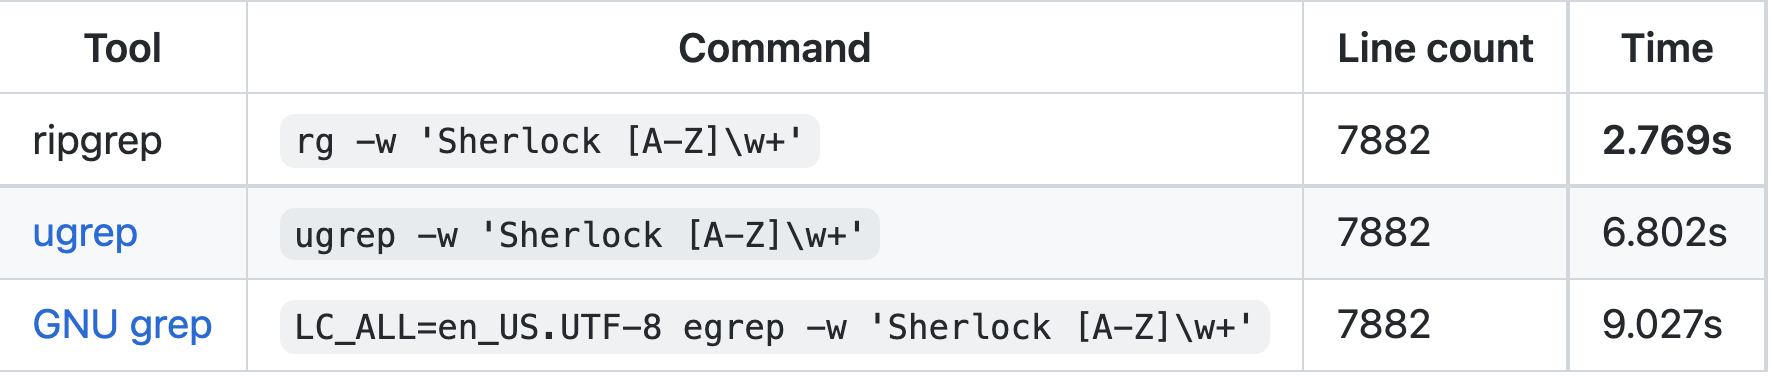 Tool Command Line count Time
ripgrep rg -w 'Sherlock [A-Z]\w+' 7882 2.769s
ugrep ugrep -w 'Sherlock [A-Z]\w+' 7882 6.802s
GNU grep LC_ALL=en_US.UTF-8 egrep -w 'Sherlock [A-Z]\w+' 7882 9.027s